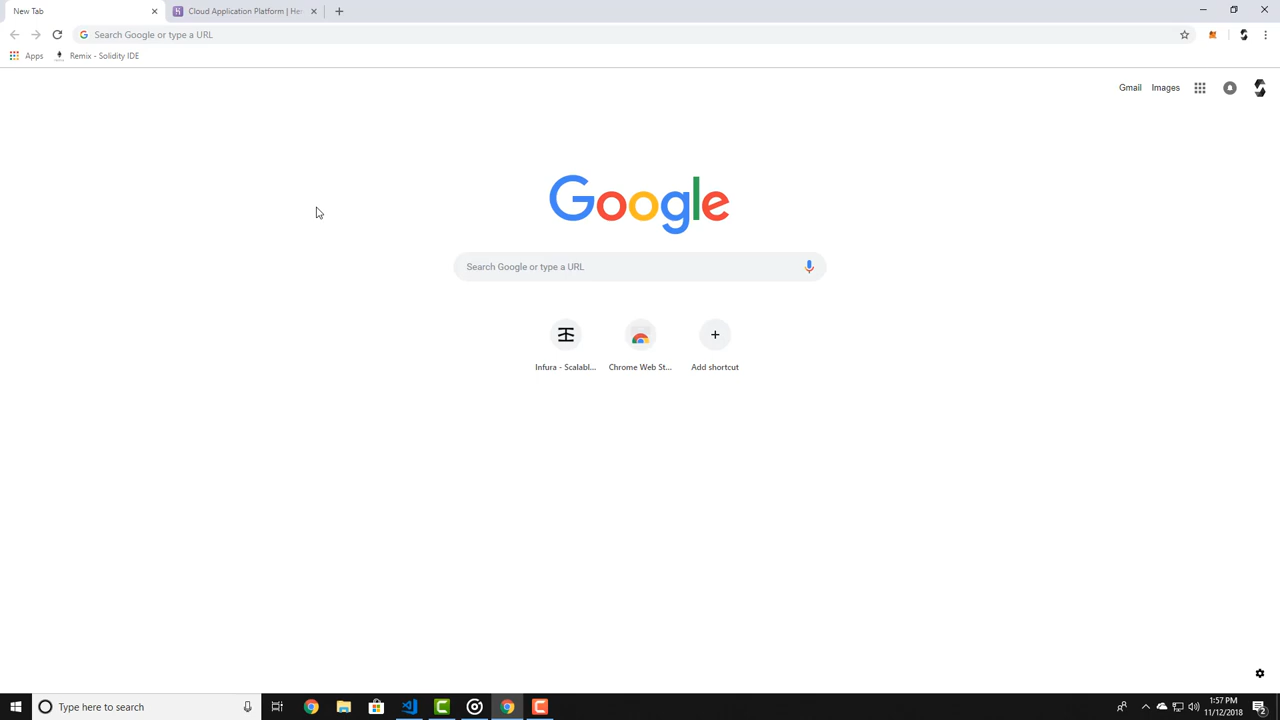 New Tab
Cloud Application Platform | He
Search Google or type a URL
Apps
Remix - Solidity IDE
Gmail
Images
Google
Search Google or type a URL
Infura - Scalabl...
Chrome Web St...
Add shortcut
Type here to search
1:57 PM
11/12/2018
2